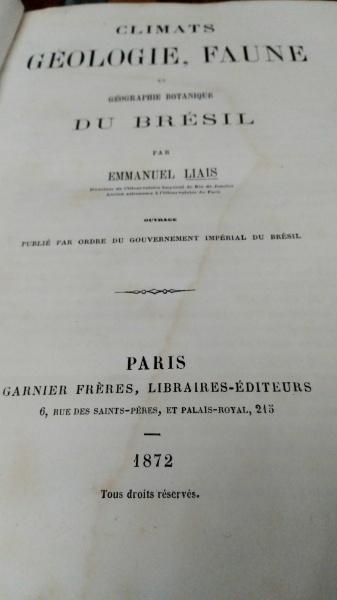 CLIMATS
GÉOLOGIE, FAUNE
ET
GÉOGRAPHIE BOTANIQUE
DU BRÉSIL
PAR
EMMANUEL LIAIS
Directeur de l'Observatoire Impérial de Rio de Janeiro
Ancien astronome à l'Observatoire de Paris
OUVRAGE
PUBLIÉ PAR ORDRE DU GOUVERNEMENT IMPÉRIAL DU BRÉSIL
PARIS
GARNIER FRÈRES, LIBRAIRES-ÉDITEURS
6, RUE DES SAINTS-PÈRES, ET PALAIS-ROYAL, 215
1872
Tous droits réservés.